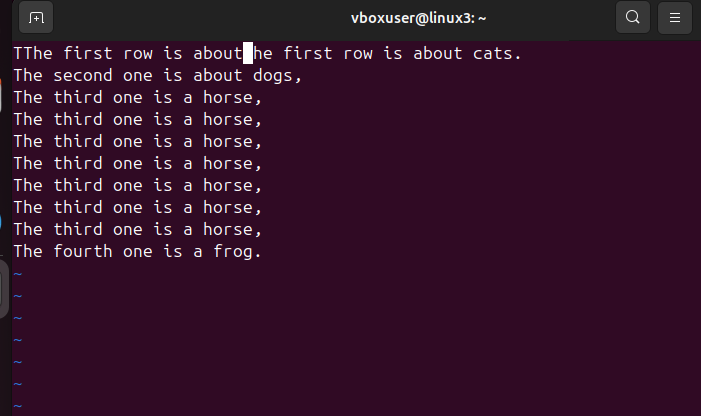 vboxuser@linux3: ~
TThe first row is about he first row is about cats.
The second one is about dogs,
The third one is a horse,
The third one is a horse,
The third one is a horse,
The third one is a horse,
The third one is a horse,
The third one is a horse,
The third one is a horse,
The fourth one is a frog.
~
~
~
~
~
~
~